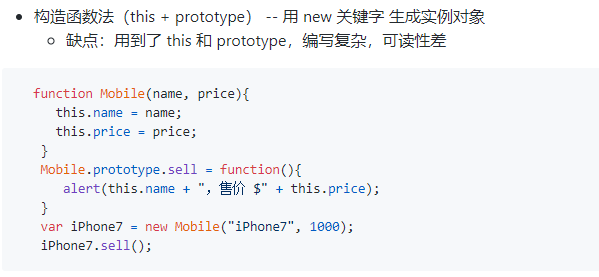 构造函数法（this + prototype） -- 用 new 关键字 生成实例对象
缺点：用到了 this 和 prototype，编写复杂，可读性差
function Mobile(name, price){
this.name = name;
this.price = price;
}
Mobile.prototype.sell = function(){
alert(this.name + "，售价 $" + this.price);
}
var iPhone7 = new Mobile("iPhone7", 1000);
iPhone7.sell();